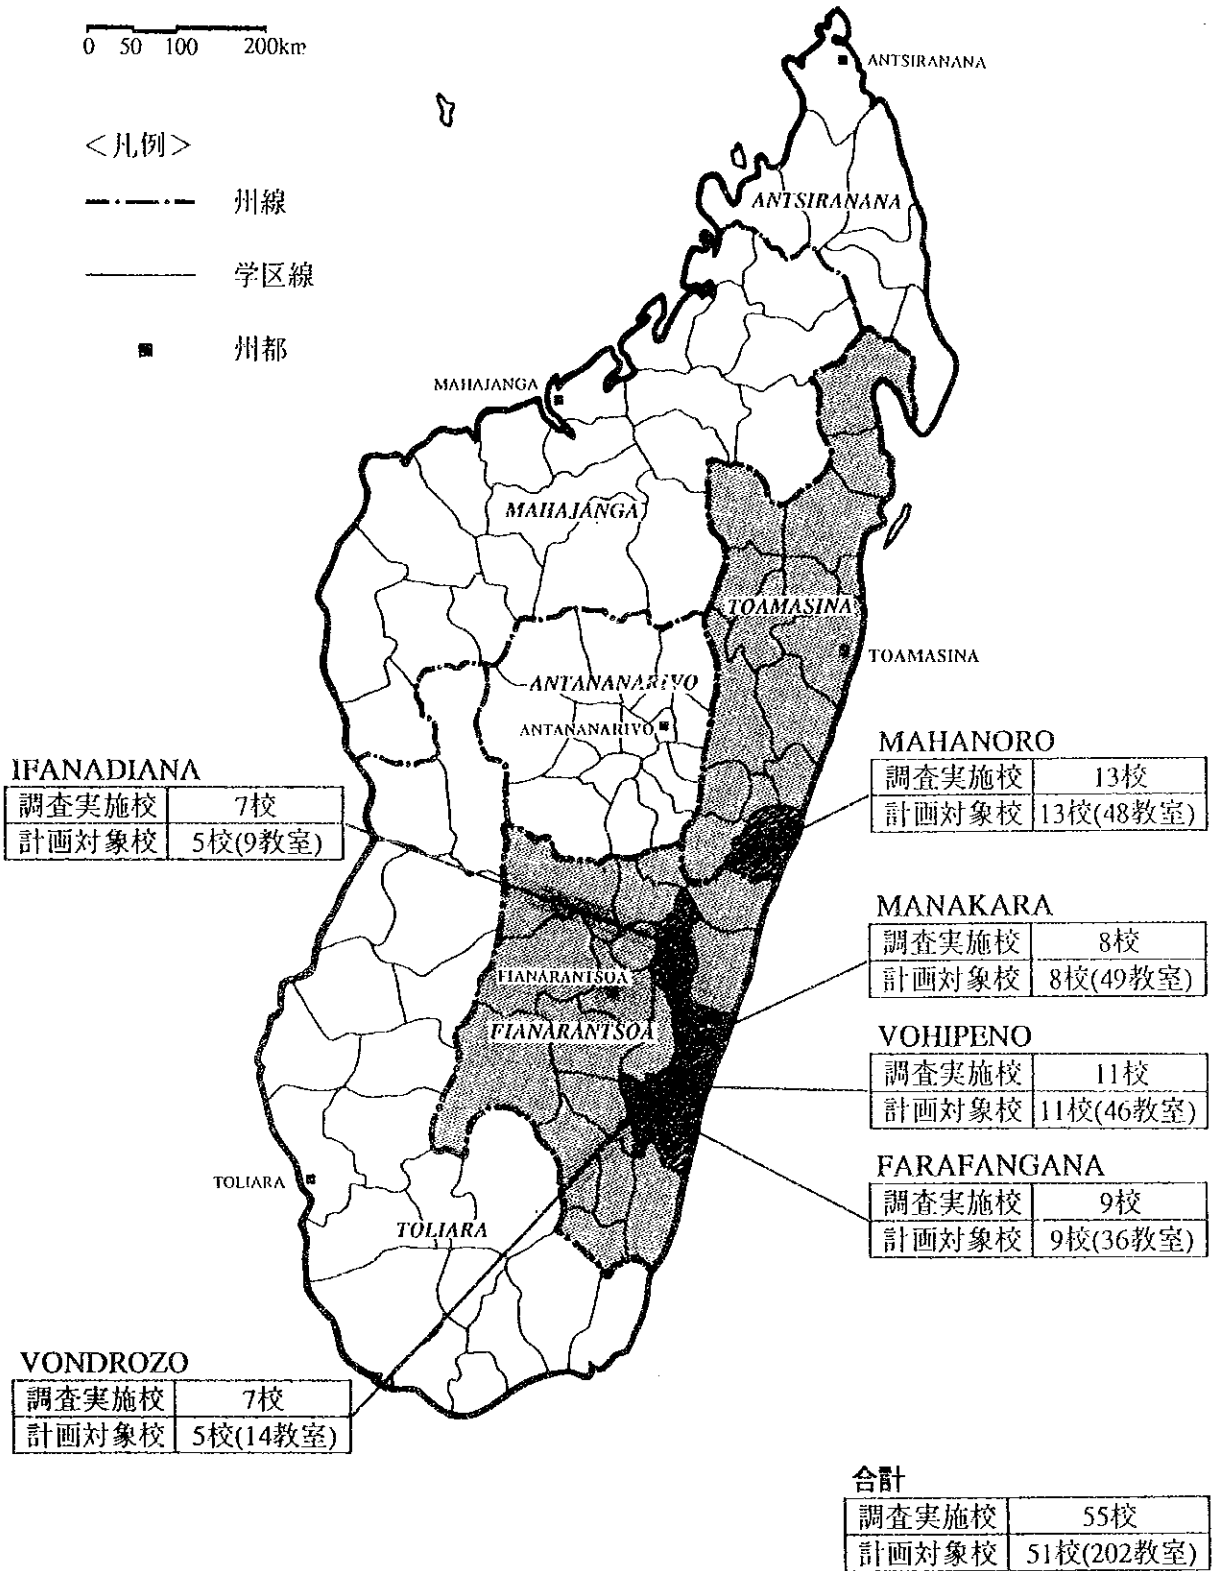 0 50 100 200km
＜凡例＞
州線
学区線
州都
ANTSIRANANA
ANTSIRANANA
MAHAJANGA
MAHAJANGA
TOAMASINA
TOAMASINA
ANTANANARIVO
ANTANANARIVO
IFANADIANA
調査実施校 7校
計画対象校 5校(9教室)
MAHANORO
調査実施校 13校
計画対象校 13校(48教室)
MANAKARA
調査実施校 8校
計画対象校 8校(49教室)
FIANARANTSOA
FIANARANTSOA
VOHIPENO
調査実施校 11校
計画対象校 11校(46教室)
FARAFANGANA
調査実施校 9校
計画対象校 9校(36教室)
TOLIARA
TOLIARA
VONDROZO
調査実施校 7校
計画対象校 5校(14教室)
合計
調査実施校 55校
計画対象校 51校(202教室)